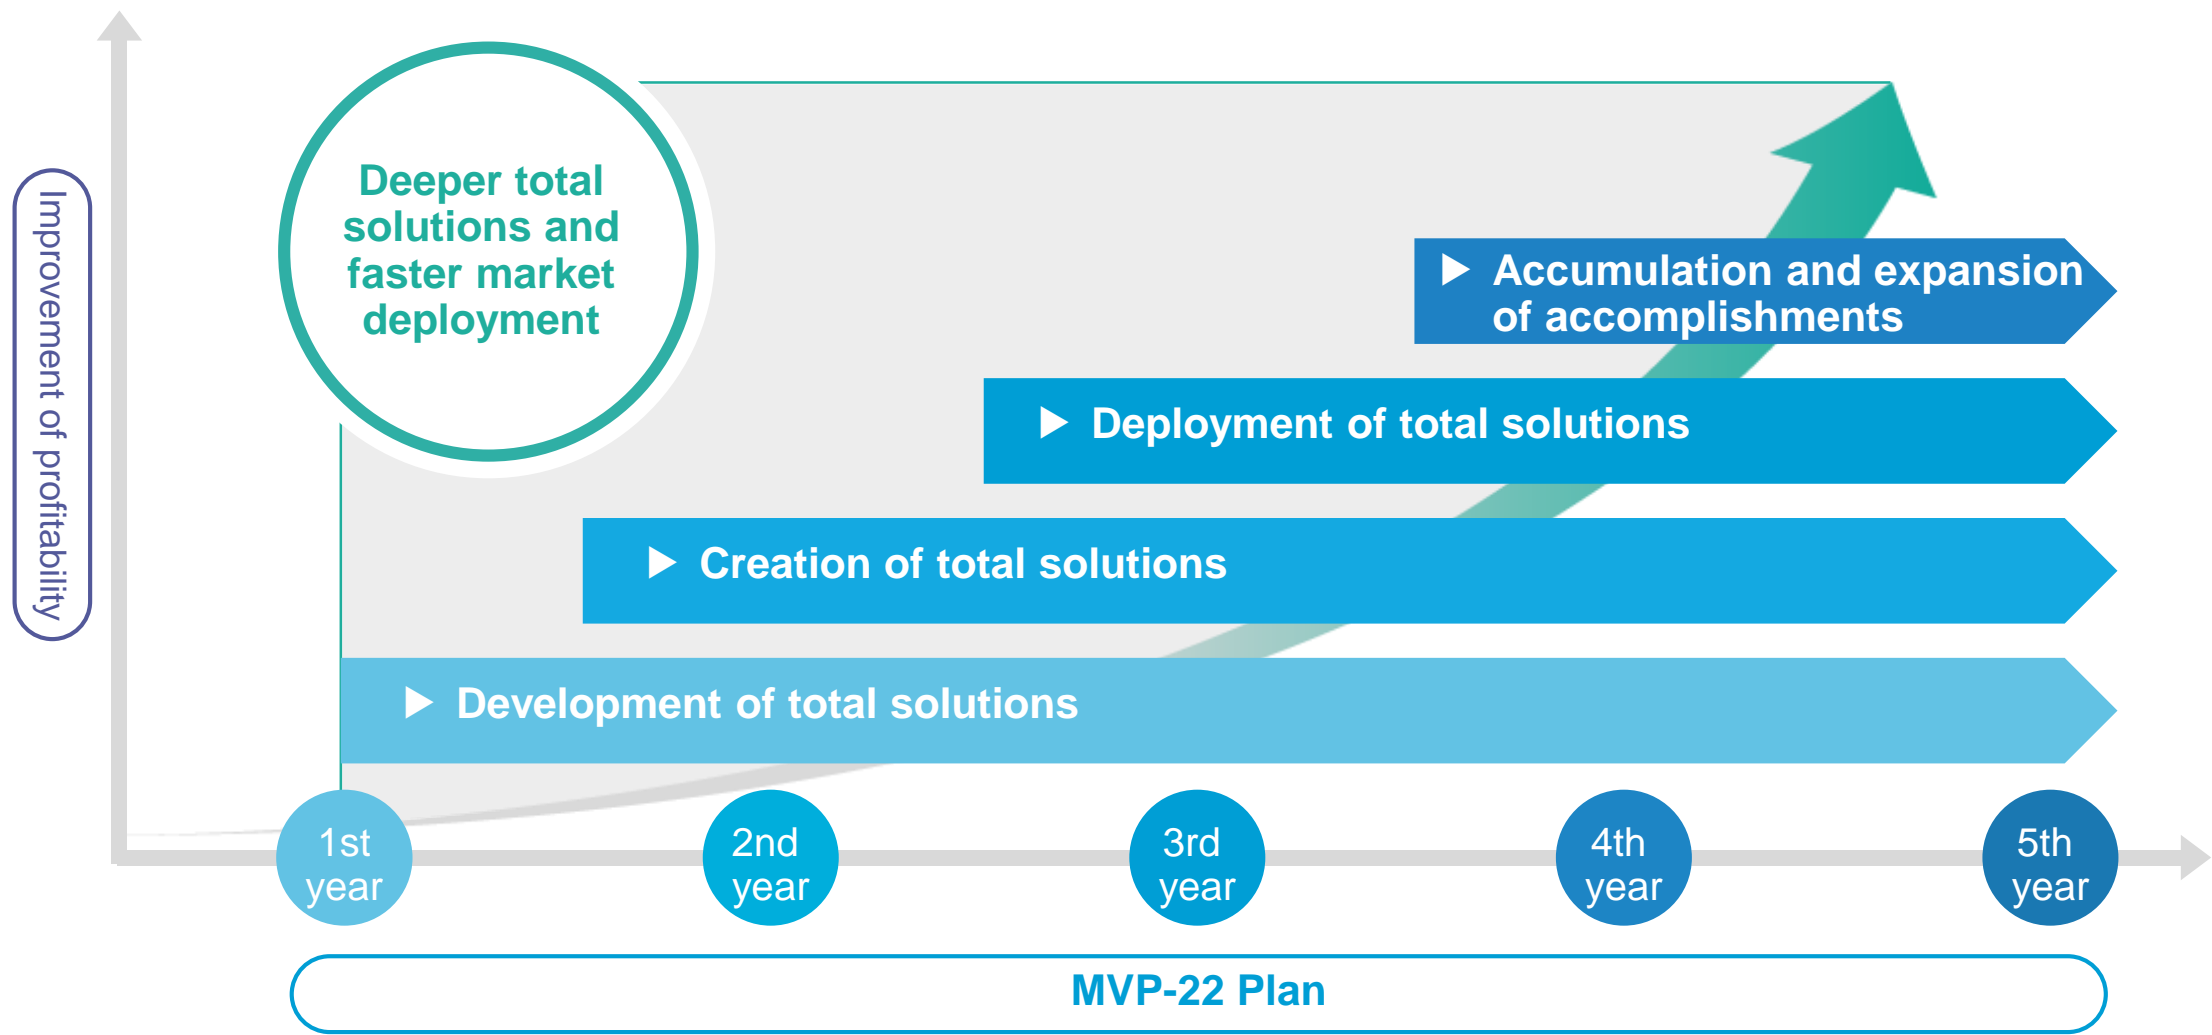 Improvement of profitability
Deeper total
solutions and
faster market
deployment
Accumulation and expansion
of accomplishments
Deployment of total solutions
Creation of total solutions
Development of total solutions
1st
year
2nd
year
3rd
year
4th
year
5th
year
MVP-22 Plan